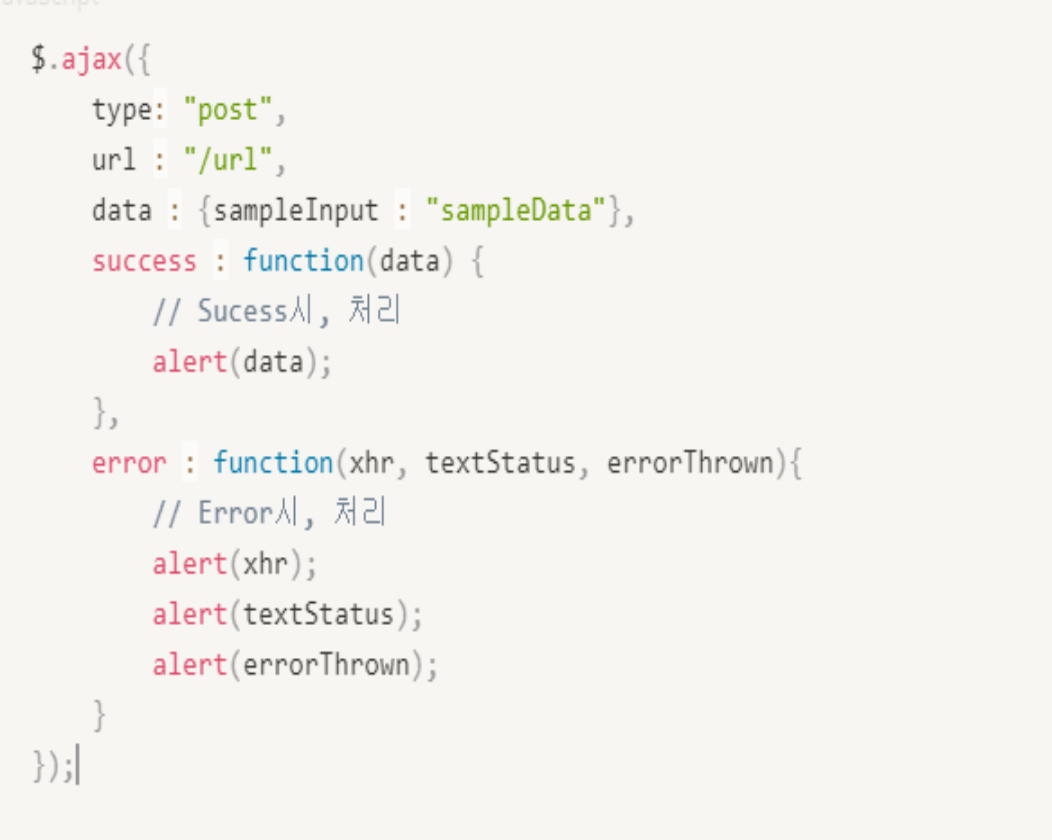 $.ajax({
    type: "post",
    url : "/url",
    data : {sampleInput : "sampleData"},
    success : function(data) {
        // Sucess시, 처리
        alert(data);
    },
    error : function(xhr, textStatus, errorThrown){
        // Error시, 처리
        alert(xhr);
        alert(textStatus);
        alert(errorThrown);
    }
});